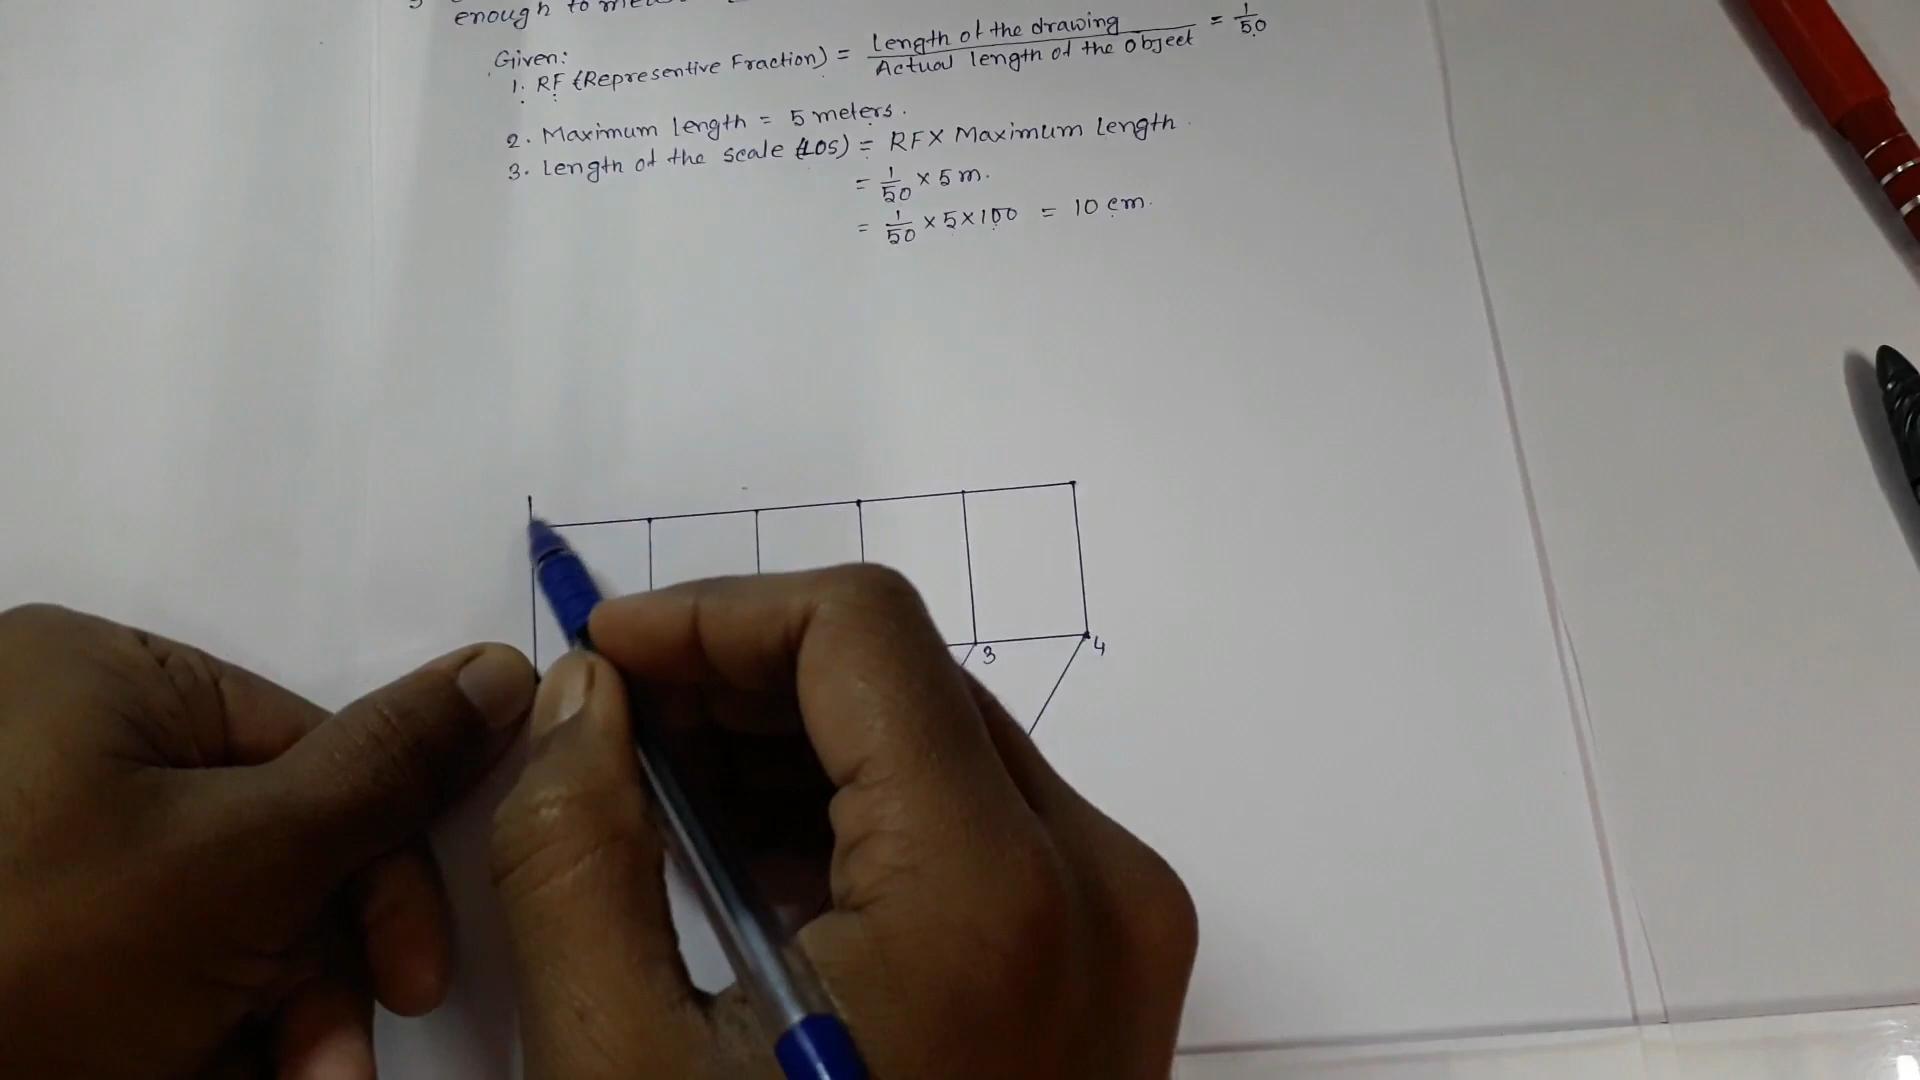 enough to
Given:
1. RF (Representive Fraction) = Length of the drawing / Actual length of the object = 1/50
2. Maximum length = 5 meters.
3. Length of the scale (LOS) = RF X Maximum Length
= 1/50 x 5 m.
= 1/50 x 5 x 100 = 10 cm.
3
4